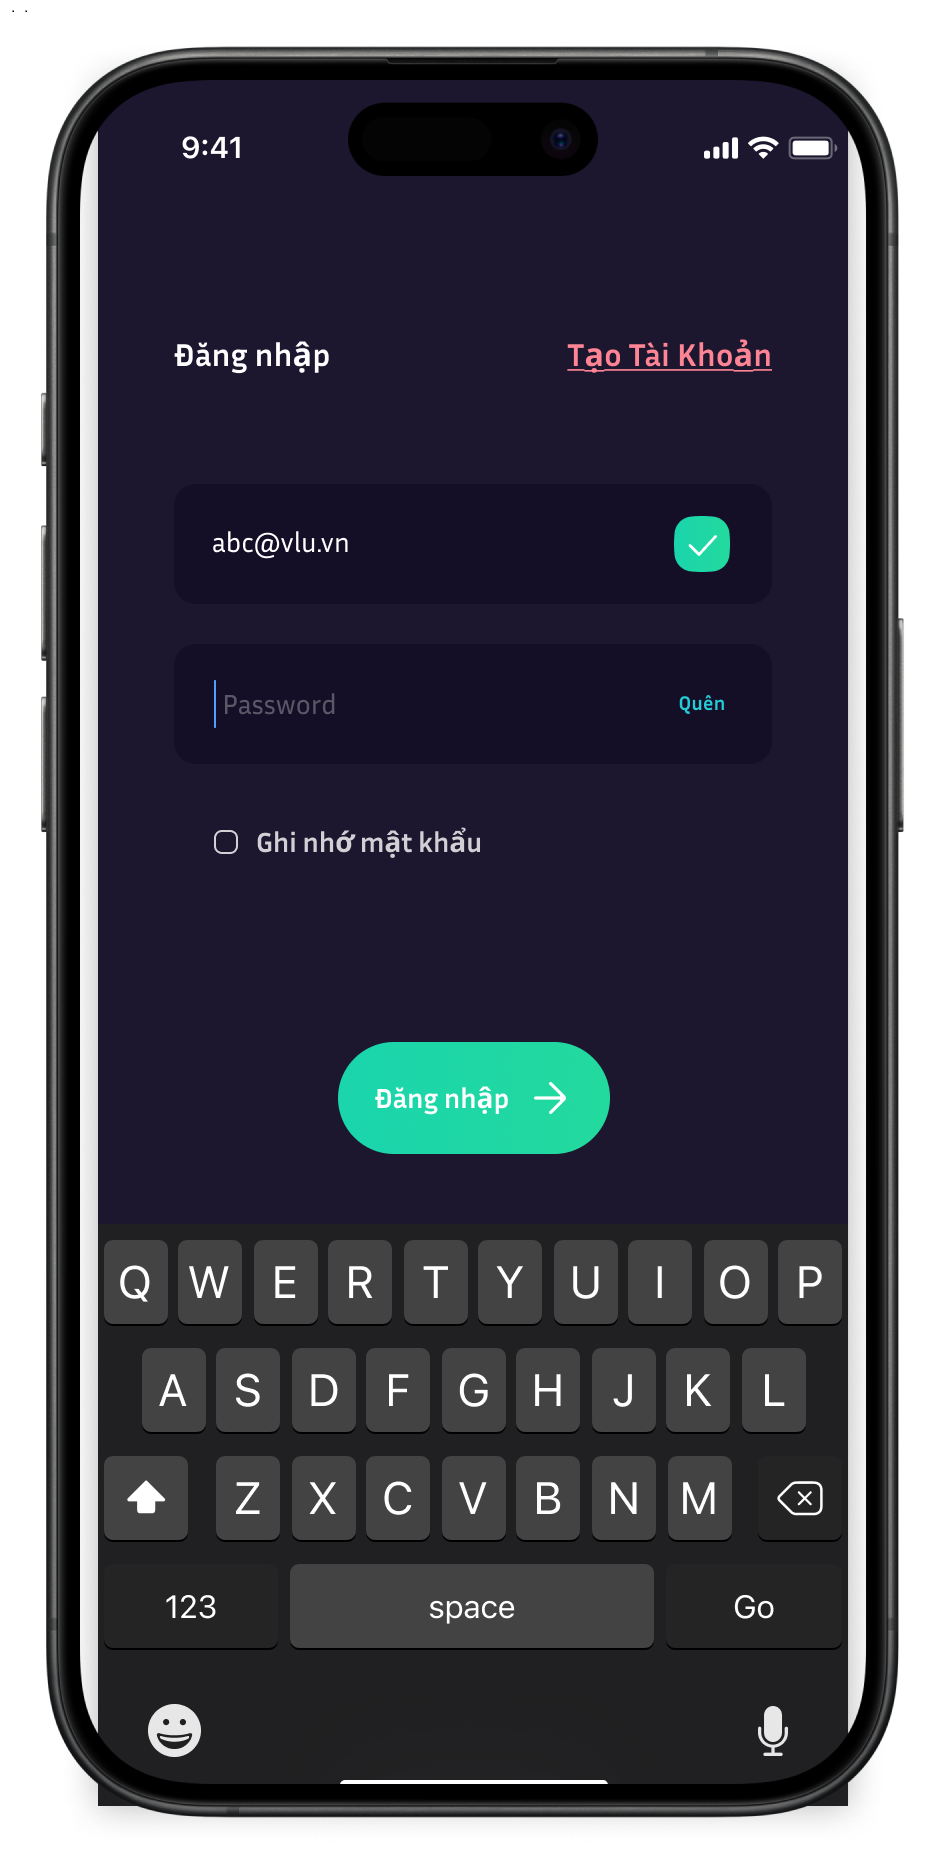 9:41
Đăng nhập
Tạo Tài Khoản
abc@vlu.vn
Password
Quên
Ghi nhớ mật khẩu
Đăng nhập
Q W E R T Y U I O P
A S D F G H J K L
Z X C V B N M
123 space Go